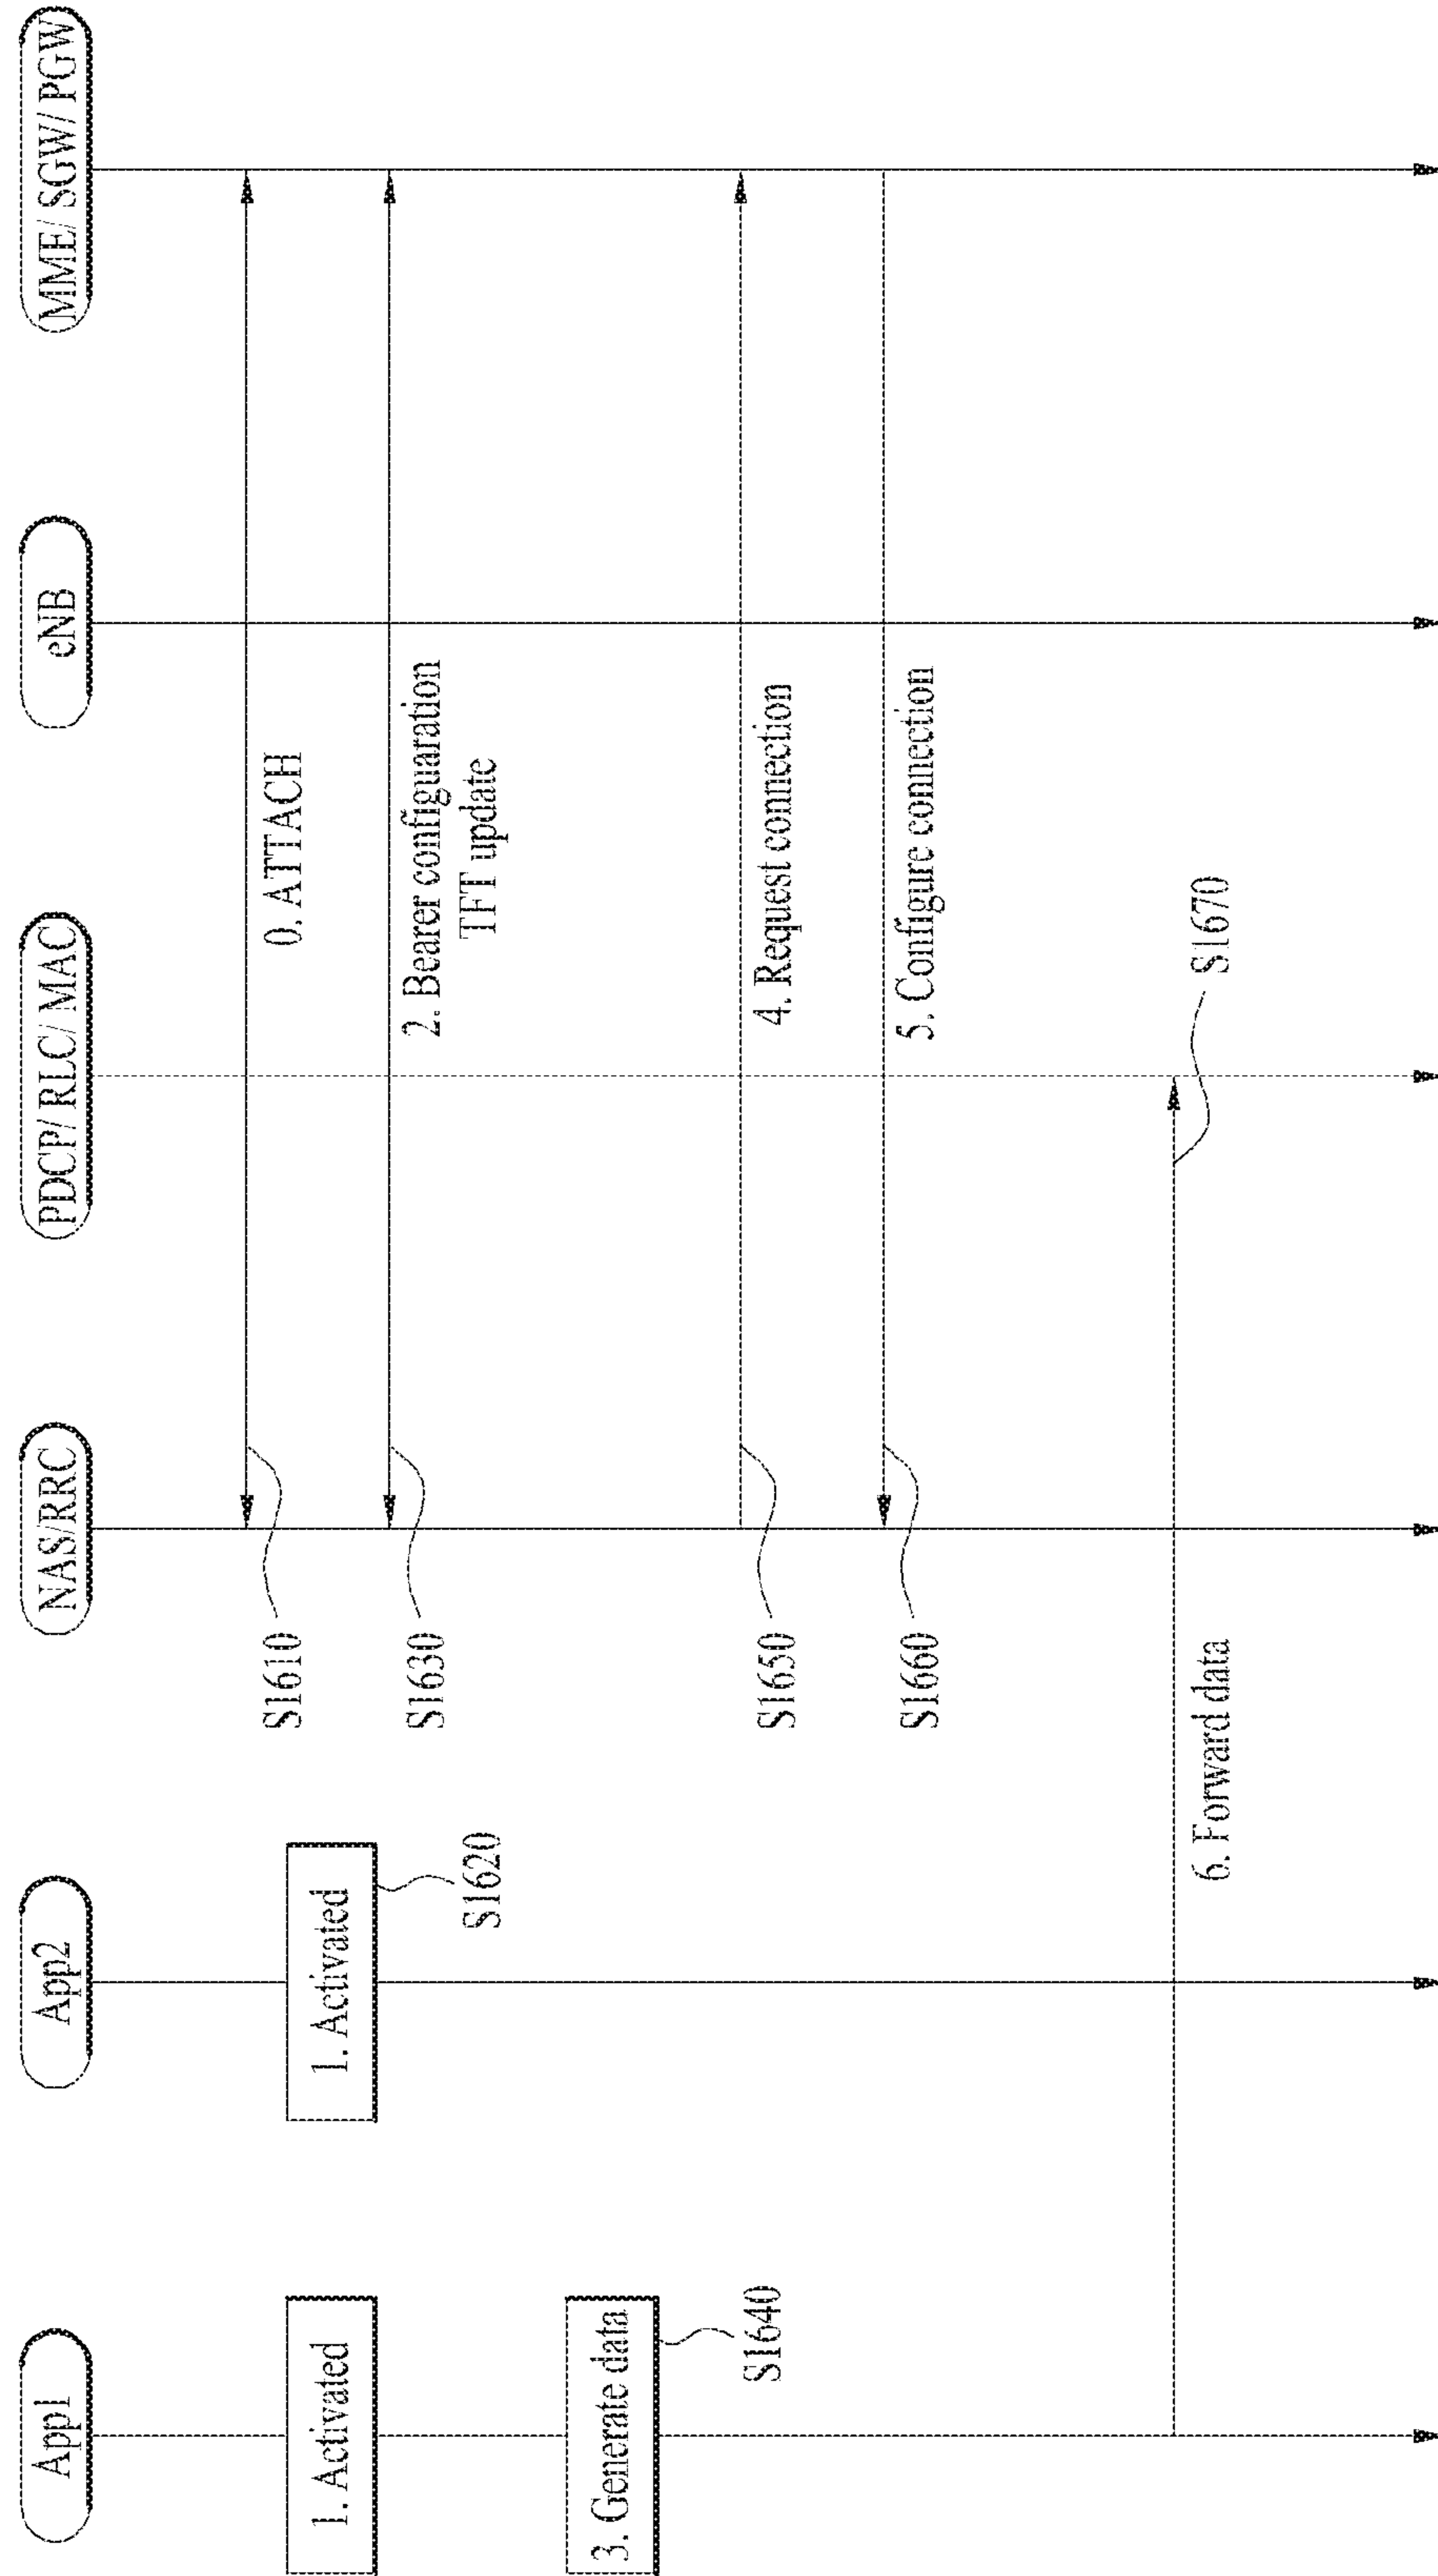 App1
App2
NAS/RRC
PDCP/ RLC/ MAC
eNB
MME/ SGW/ PGW
0. ATTACH
S1610
1. Activated
1. Activated
S1620
2. Bearer configuaration
TFT update
S1630
3. Generate data
S1640
4. Request connection
S1650
5. Configure connection
S1660
6. Forward data
S1670